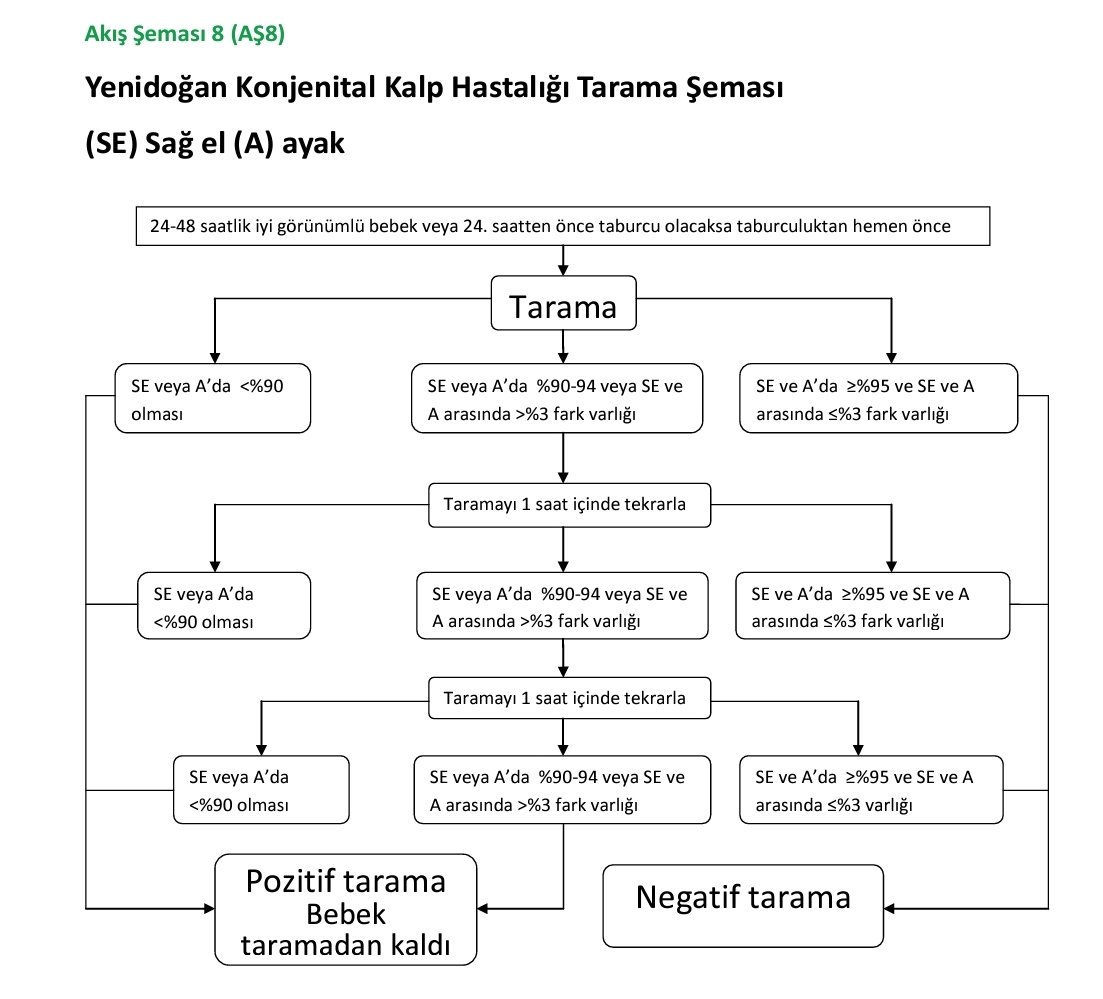 Akış Şeması 8 (AŞ8)
Yenidoğan Konjenital Kalp Hastalığı Tarama Şeması
(SE) Sağ el (A) ayak
24-48 saatlik iyi görünümlü bebek veya 24. saatten önce taburcu olacaksa taburculuktan hemen önce
Tarama
SE veya A’da <%90
olması
SE veya A’da %90-94 veya SE ve
A arasında >%3 fark varlığı
SE ve A’da ≥%95 ve SE ve A
arasında ≤%3 fark varlığı
Taramayı 1 saat içinde tekrarla
SE veya A’da
<%90 olması
SE veya A’da %90-94 veya SE ve
A arasında >%3 fark varlığı
SE ve A’da ≥%95 ve SE ve A
arasında ≤%3 fark varlığı
Taramayı 1 saat içinde tekrarla
SE veya A’da
<%90 olması
SE veya A’da %90-94 veya SE ve
A arasında >%3 fark varlığı
SE ve A’da ≥%95 ve SE ve A
arasında ≤%3 varlığı
Pozitif tarama
Bebek
taramadan kaldı
Negatif tarama